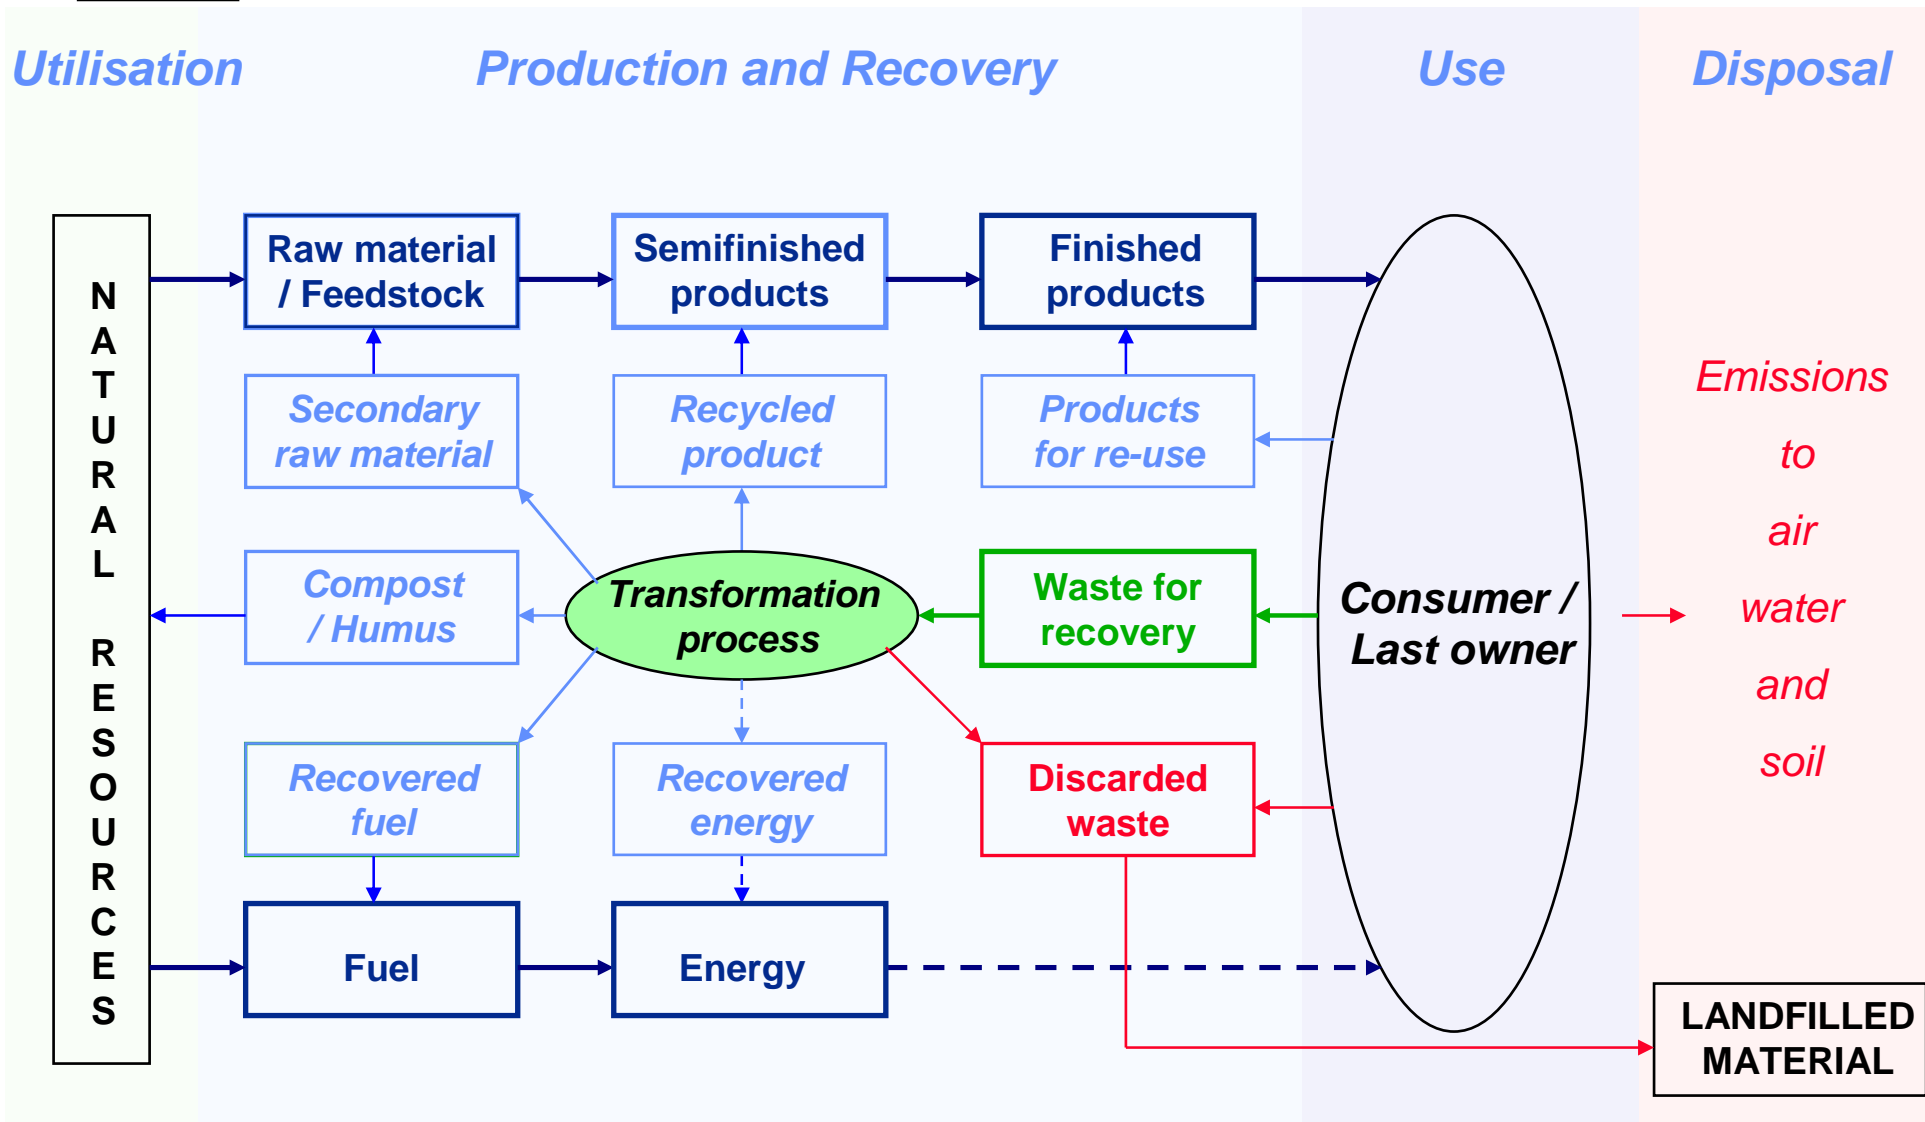 Utilisation
Production and Recovery
Use
Disposal
NATURAL RESOURCES
Raw material
/ Feedstock
Semifinished
products
Finished
products
Secondary
raw material
Recycled
product
Products
for re-use
Compost
/ Humus
Transformation
process
Waste for
recovery
Consumer /
Last owner
Recovered
fuel
Recovered
energy
Discarded
waste
Fuel
Energy
Emissions
to
air
water
and
soil
LANDFILLED
MATERIAL